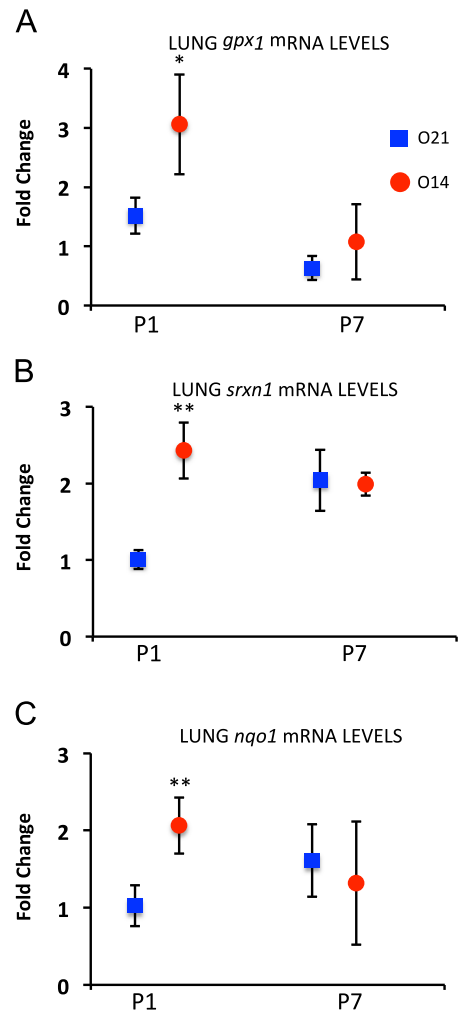 A
LUNG gpx1 mRNA LEVELS
*
4
3
2
1
0
Fold Change
O21
O14
P1 P7
B
LUNG srxn1 mRNA LEVELS
**
3
2
1
0
Fold Change
P1 P7
C
LUNG nqo1 mRNA LEVELS
**
3
2
1
0
Fold Change
P1 P7